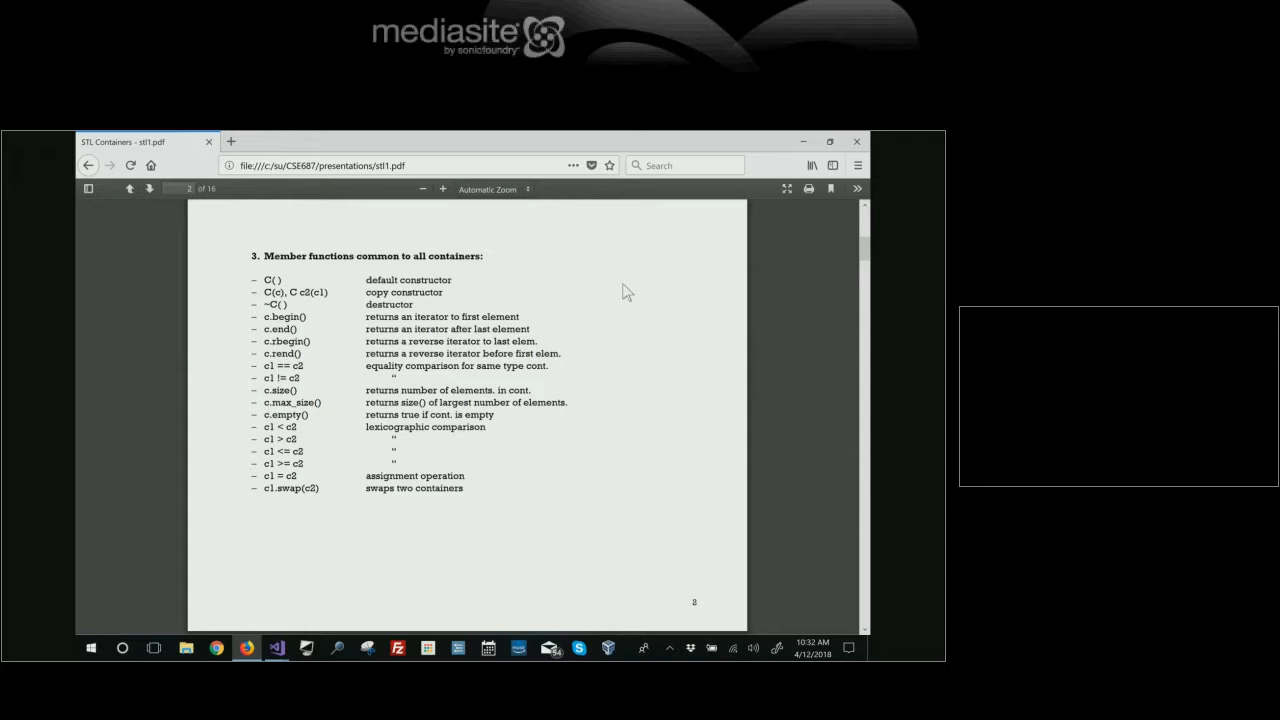 mediasite
by sonicfoundry
STL Containers - stl1.pdf
file:///c:/su/CSE687/presentations/stl1.pdf
Search
2 of 16
Automatic Zoom
3. Member functions common to all containers:
– C( ) default constructor
– C(c), C c2(c1) copy constructor
– ~C( ) destructor
– c.begin() returns an iterator to first element
– c.end() returns an iterator after last element
– c.rbegin() returns a reverse iterator to last elem.
– c.rend() returns a reverse iterator before first elem.
– c1 == c2 equality comparison for same type cont.
– c1 != c2 “
– c.size() returns number of elements. in cont.
– c.max_size() returns size() of largest number of elements.
– c.empty() returns true if cont. is empty
– c1 < c2 lexicographic comparison
– c1 > c2 “
– c1 <= c2 “
– c1 >= c2 “
– c1 = c2 assignment operation
– c1.swap(c2) swaps two containers
2
54
10:32 AM
4/12/2018